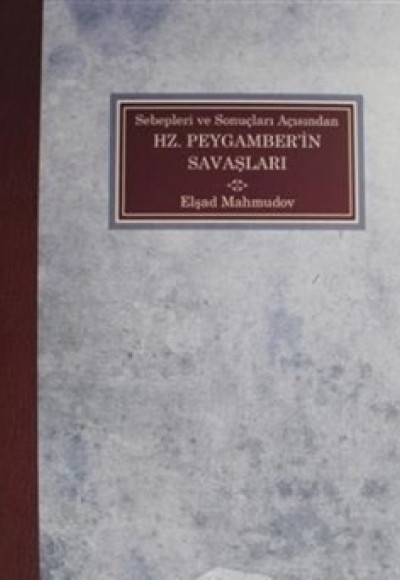 Sebepleri ve Sonuçları Açısından
HZ. PEYGAMBER'İN
SAVAŞLARI
Elşad Mahmudov